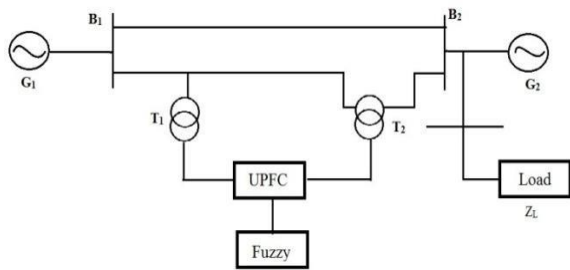 B1 B2
G1 G2
T1 T2
UPFC Load
ZL
Fuzzy